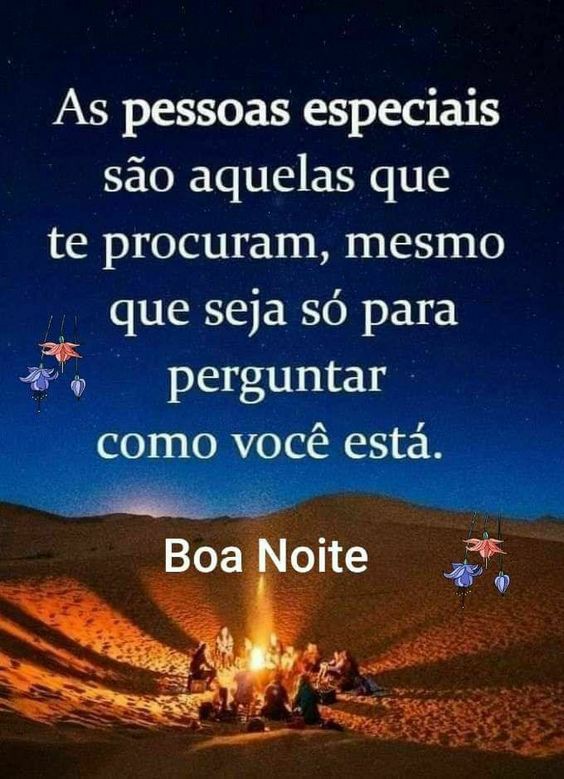 As pessoas especiais
são aquelas que
te procuram, mesmo
que seja só para
perguntar
como você está.
Boa Noite